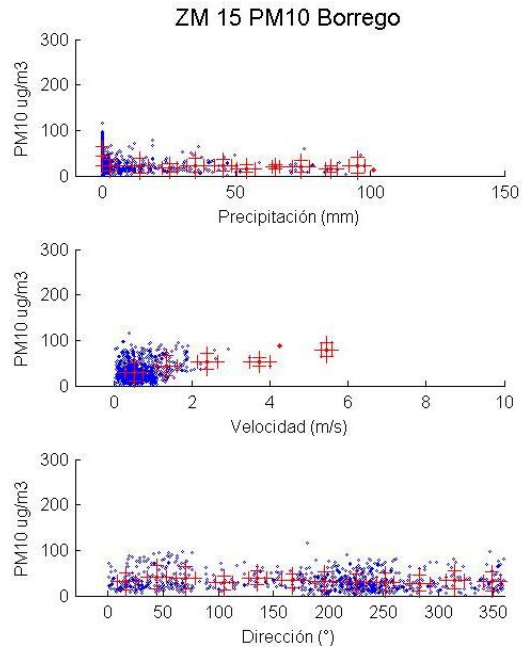 ZM 15 PM10 Borrego
300
200
100
0
PM10 ug/m3
0 50 100 150
Precipitación (mm)
300
200
100
0
PM10 ug/m3
0 2 4 6 8 10
Velocidad (m/s)
300
200
100
0
PM10 ug/m3
0 50 100 150 200 250 300 350
Dirección (°)